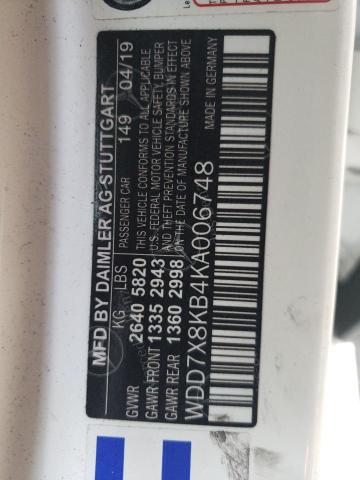 MFD BY DAIMLER AG-STUTTGART
KG LBS PASSENGER CAR 149 04/19
GVWR 2640 5820 THIS VEHICLE CONFORMS TO ALL APPLICABLE
GAWR FRONT 1335 2943 U.S. FEDERAL MOTOR VEHICLE SAFETY, BUMPER
GAWR REAR 1360 2998 AND THEFT PREVENTION STANDARDS IN EFFECT
ON THE DATE OF MANUFACTURE SHOWN ABOVE
WDD7X8KB4KA006748 MADE IN GERMANY